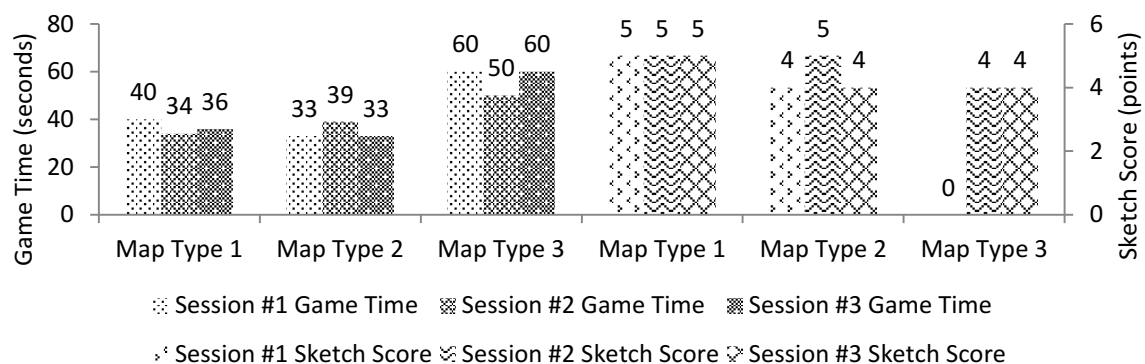 80
60
40
20
0
Game Time (seconds)
40 34 36
33 39 33
60 50 60
5 5 5
4 5 4
0 4 4
6
4
2
0
Sketch Score (points)
Map Type 1 Map Type 2 Map Type 3 Map Type 1 Map Type 2 Map Type 3
Session #1 Game Time Session #2 Game Time Session #3 Game Time
Session #1 Sketch Score Session #2 Sketch Score Session #3 Sketch Score